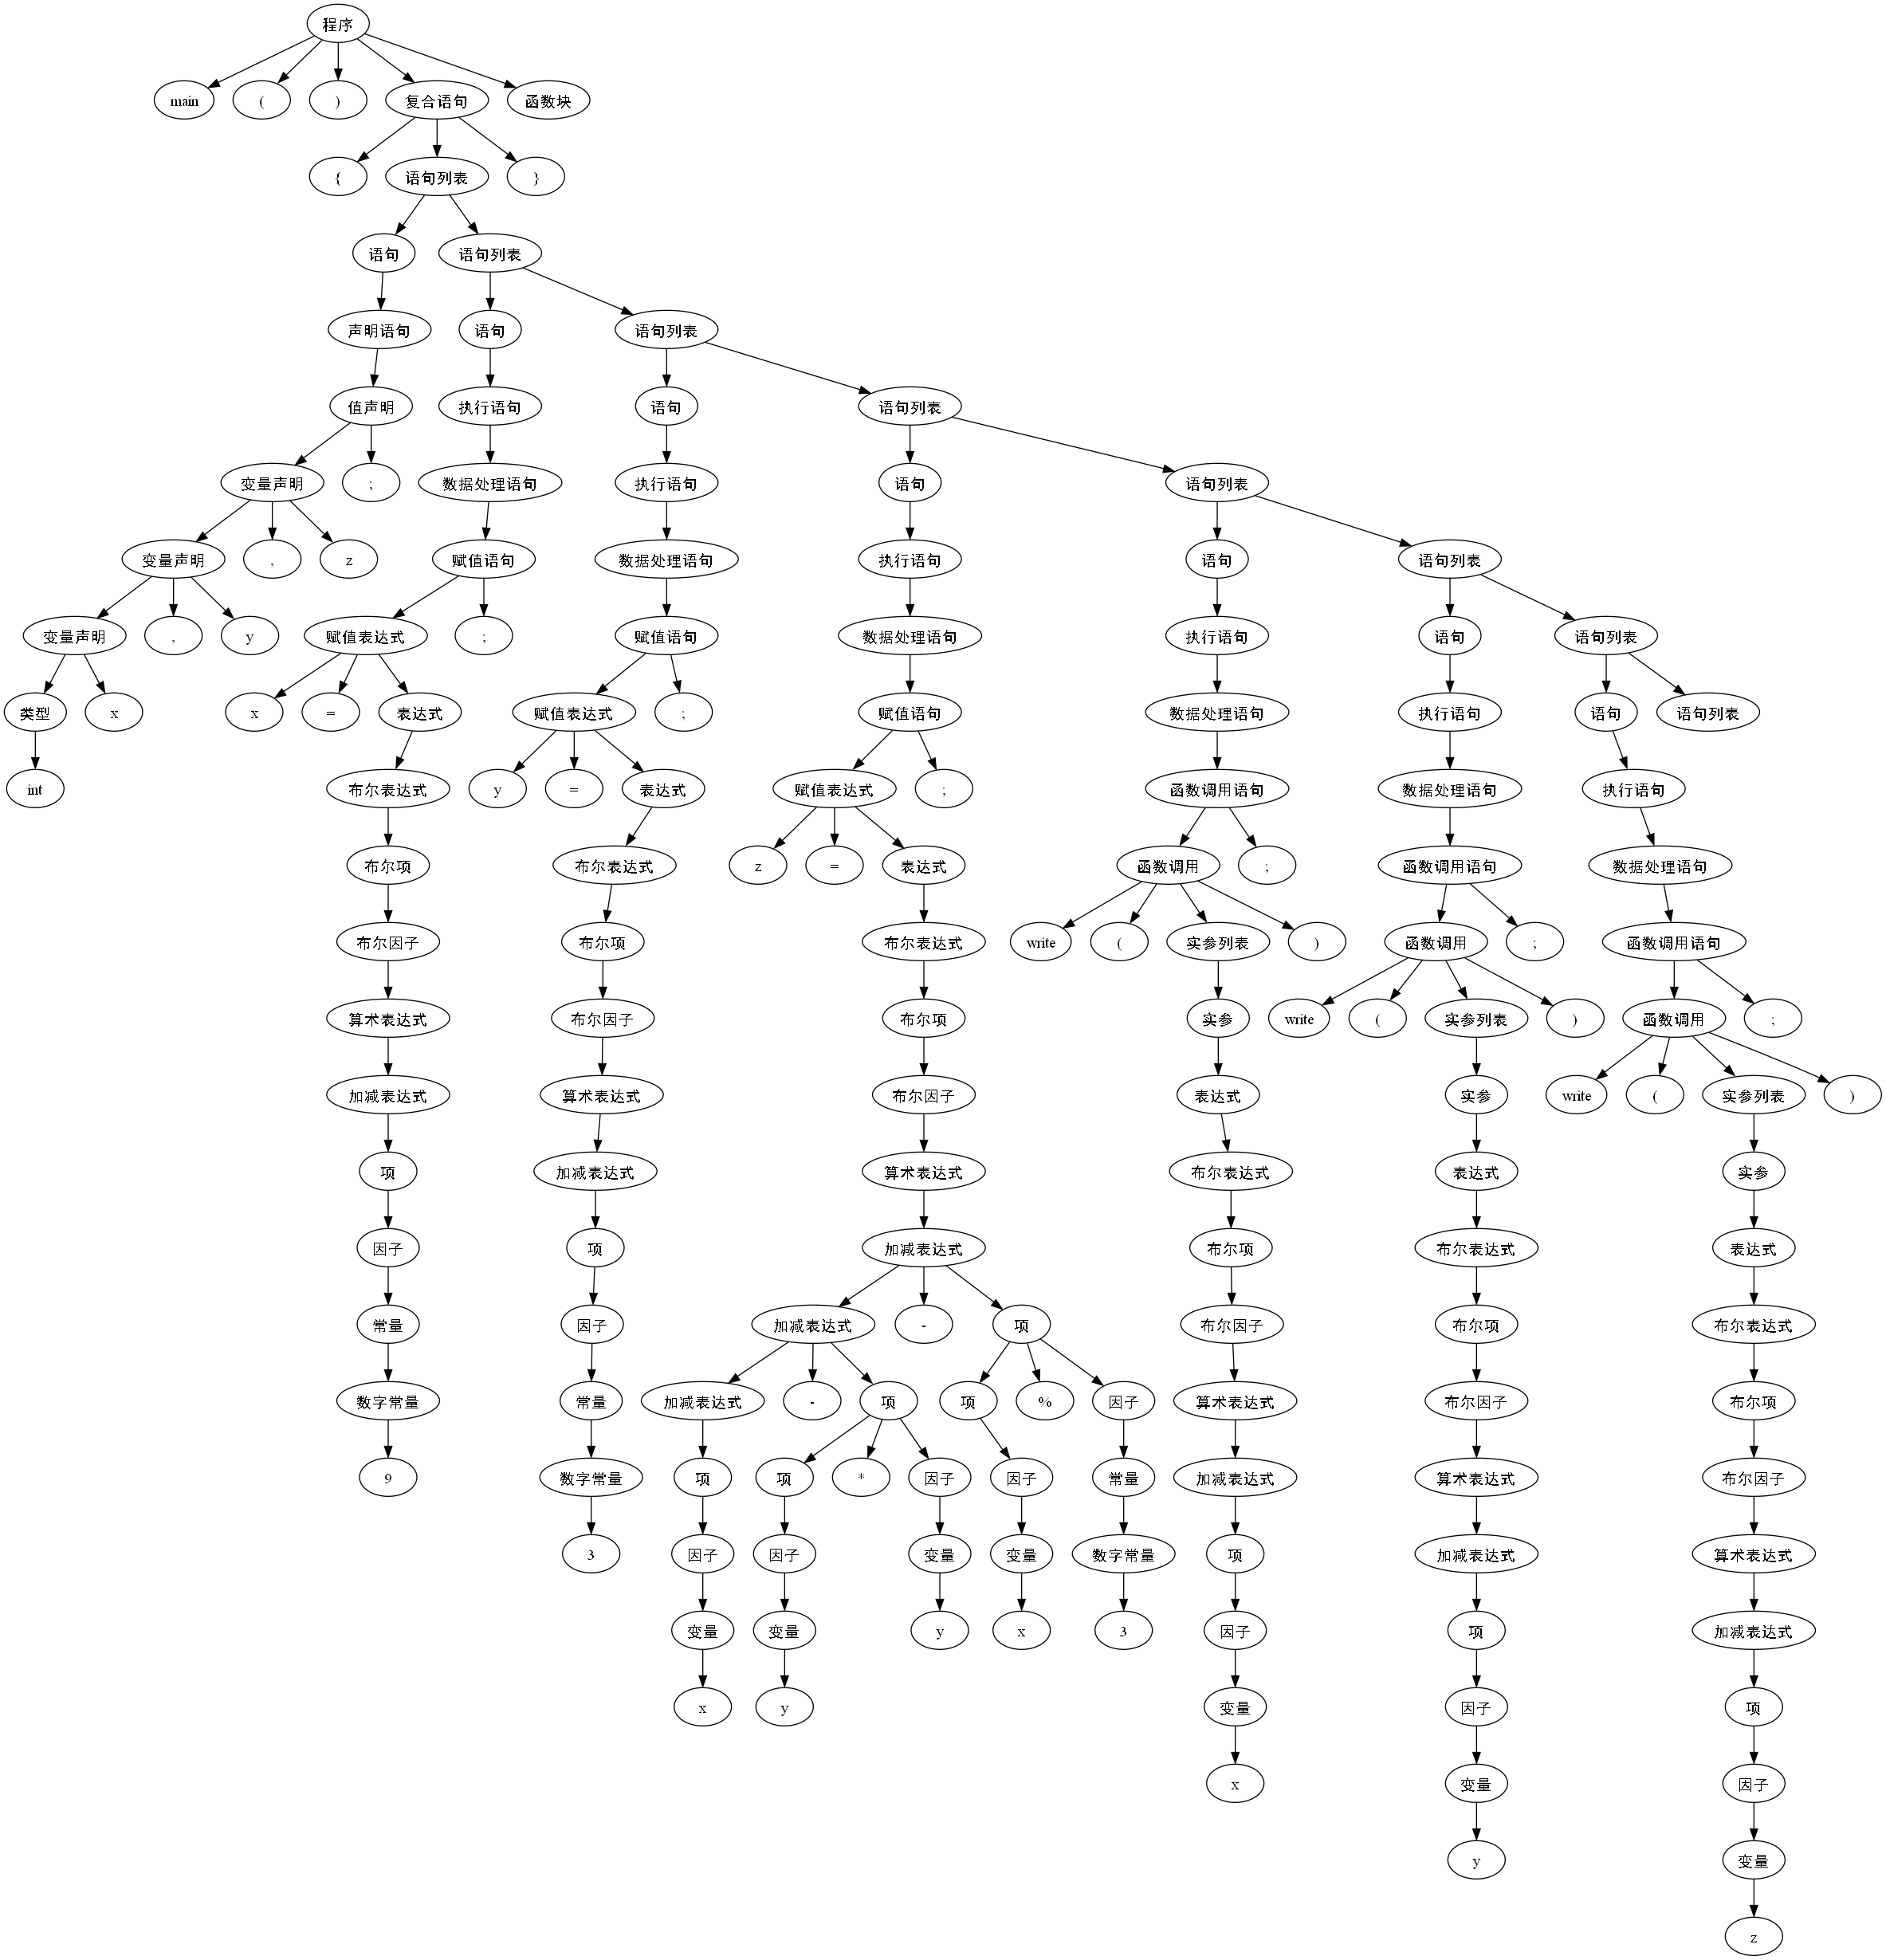 程序
main ( ) 复合语句 函数块
{ 语句列表 }
语句 语句列表
声明语句 语句 语句列表
值声明 执行语句 语句 语句列表
变量声明 ; 数据处理语句 执行语句 语句 语句列表
变量声明 , z 赋值语句 数据处理语句 执行语句 语句 语句列表
变量声明 , y 赋值表达式 ; 赋值语句 数据处理语句 执行语句 语句 语句列表
类型 x x = 表达式 赋值表达式 ; 赋值语句 数据处理语句 执行语句 语句 语句列表
int 布尔表达式 y = 表达式 赋值表达式 ; 函数调用语句 数据处理语句 执行语句
布尔项 布尔表达式 z = 表达式 函数调用 ; 函数调用语句 数据处理语句
布尔因子 布尔项 布尔表达式 write ( 实参列表 ) 函数调用 ; 函数调用语句
算术表达式 布尔因子 布尔项 实参 write ( 实参列表 ) 函数调用 ;
加减表达式 算术表达式 布尔因子 表达式 实参 write ( 实参列表 )
项 加减表达式 算术表达式 布尔表达式 表达式 实参
因子 项 加减表达式 布尔项 布尔表达式 表达式
常量 因子 加减表达式 - 项 布尔因子 布尔项 布尔表达式
数字常量 常量 加减表达式 - 项 项 % 因子 算术表达式 布尔因子 布尔项
9 数字常量 项 项 * 因子 因子 常量 加减表达式 算术表达式 布尔因子
3 因子 因子 变量 变量 数字常量 项 加减表达式 算术表达式
变量 变量 y x 3 因子 项 加减表达式
x y 变量 因子 项
x 变量 因子
y 变量
z